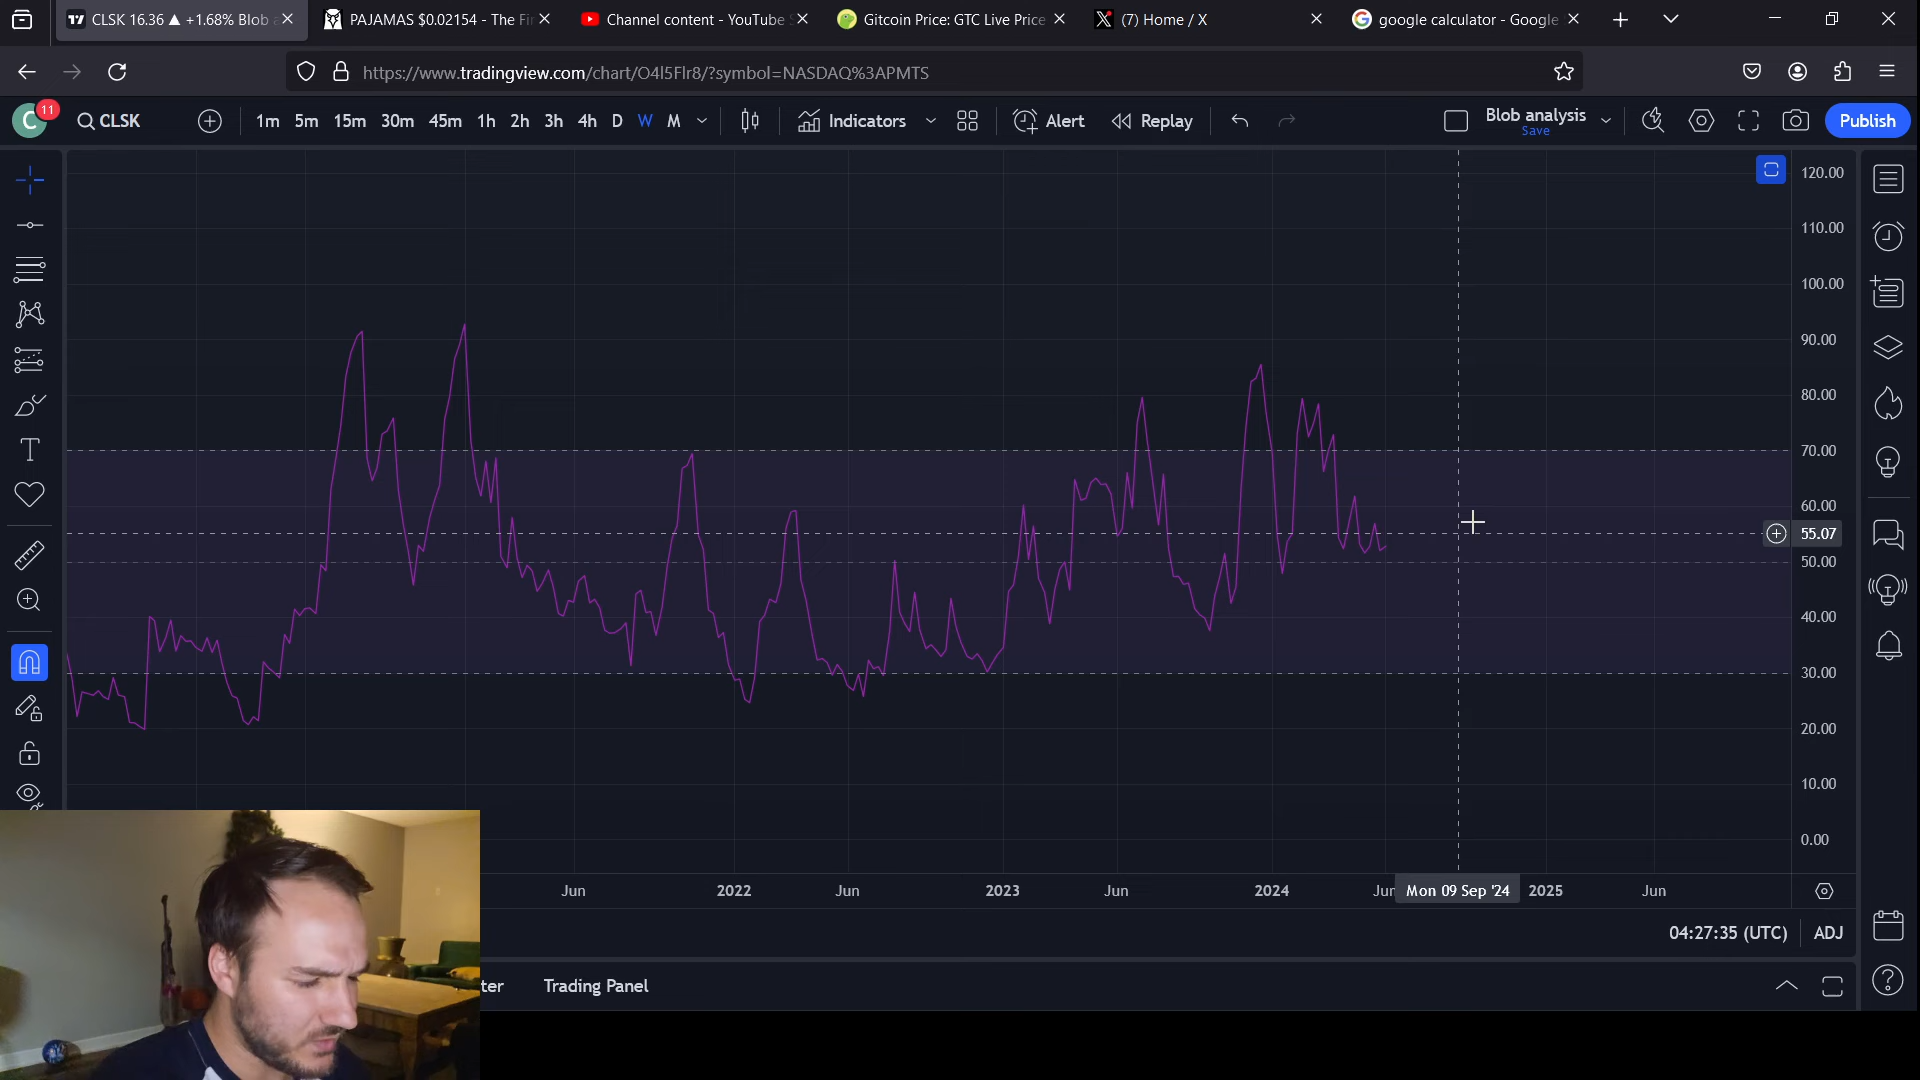 CLSK 16.36 ▲ +1.68% Blob a
PAJAMAS $0.02154 - The Fir
Channel content - YouTube S
Gitcoin Price: GTC Live Price
(7) Home / X
google calculator - Google
https://www.tradingview.com/chart/O4l5Flr8/?symbol=NASDAQ%3APMTS
C 11 CLSK 1m 5m 15m 30m 45m 1h 2h 3h 4h D W M Indicators Alert Replay Blob analysis Publish
Save
120.00
110.00
100.00
90.00
80.00
70.00
60.00
55.07
50.00
40.00
30.00
20.00
10.00
0.00
Jun 2022 Jun 2023 Jun 2024 Jun Mon 09 Sep '24 2025 Jun
04:27:35 (UTC) ADJ
ter Trading Panel